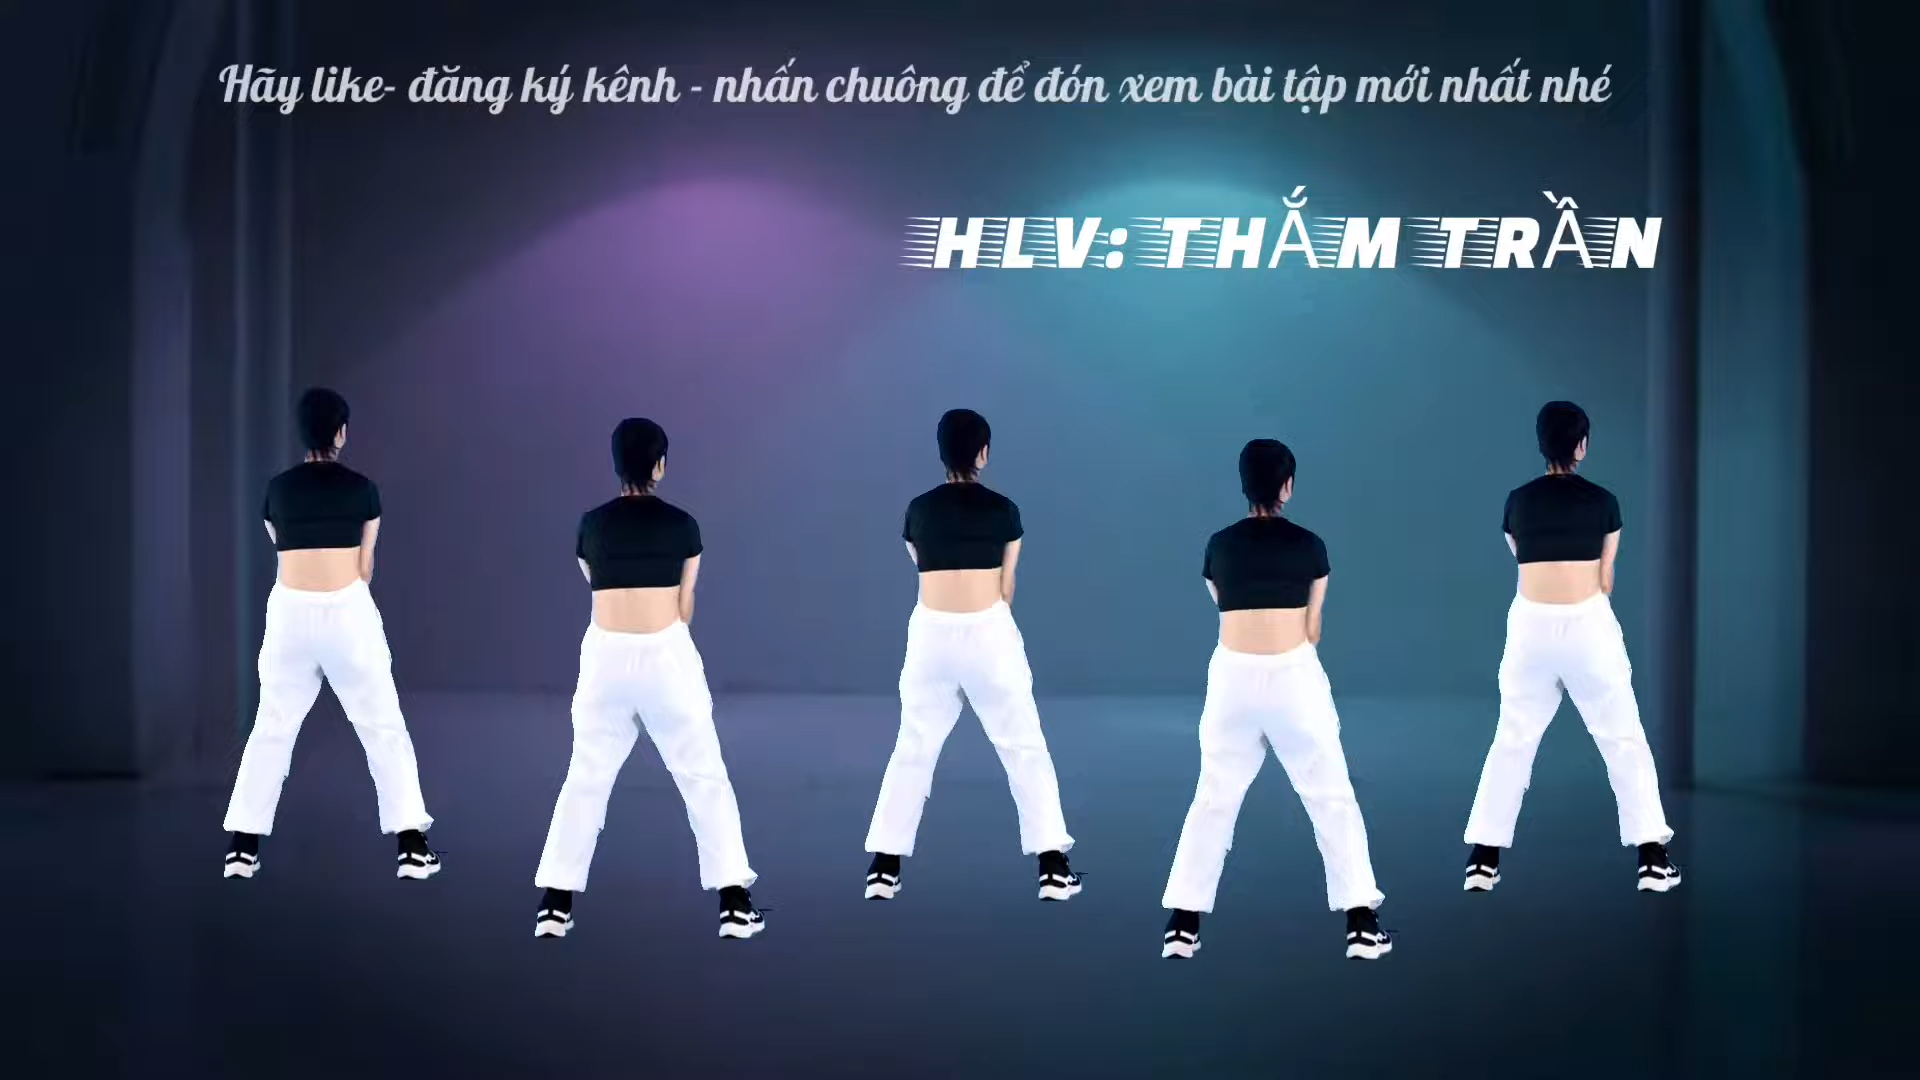 Hãy like- đăng ký kênh - nhấn chuông để đón xem bài tập mới nhất nhé
HLV: THẮM TRẦN